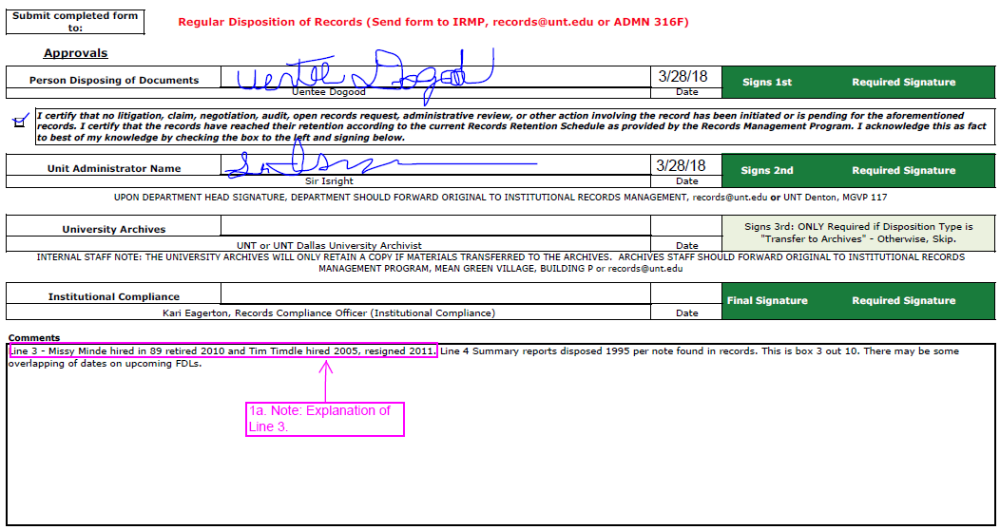 Submit completed form to:
Regular Disposition of Records (Send form to IRMP, records@unt.edu or ADMN 316F)
Approvals
Person Disposing of Documents
Uentee Dogood
3/28/18
Signs 1st
Required Signature
Uentee Dogood
Date
I certify that no litigation, claim, negotiation, audit, open records request, administrative review, or other action involving the record has been initiated or is pending for the aforementioned
records. I certify that the records have reached their retention according to the current Records Retention Schedule as provided by the Records Management Program. I acknowledge this as fact
to best of my knowledge by checking the box to the left and signing below.
Unit Administrator Name
3/28/18
Signs 2nd
Required Signature
Sir Isright
Date
UPON DEPARTMENT HEAD SIGNATURE, DEPARTMENT SHOULD FORWARD ORIGINAL TO INSTITUTIONAL RECORDS MANAGEMENT, records@unt.edu or UNT Denton, MGVP 117
University Archives
Signs 3rd: ONLY Required if Disposition Type is
"Transfer to Archives" - Otherwise, Skip.
UNT or UNT Dallas University Archivist
Date
INTERNAL STAFF NOTE: THE UNIVERSITY ARCHIVES WILL ONLY RETAIN A COPY IF MATERIALS TRANSFERRED TO THE ARCHIVES. ARCHIVES STAFF SHOULD FORWARD ORIGINAL TO INSTITUTIONAL RECORDS
MANAGEMENT PROGRAM, MEAN GREEN VILLAGE, BUILDING P or records@unt.edu
Institutional Compliance
Final Signature
Required Signature
Kari Eagerton, Records Compliance Officer (Institutional Compliance)
Date
Comments
Line 3 - Missy Minde hired in 89 retired 2010 and Tim Timdle hired 2005, resigned 2011. Line 4 Summary reports disposed 1995 per note found in records. This is box 3 out 10. There may be some
overlapping of dates on upcoming FDLs.
1a. Note: Explanation of
Line 3.